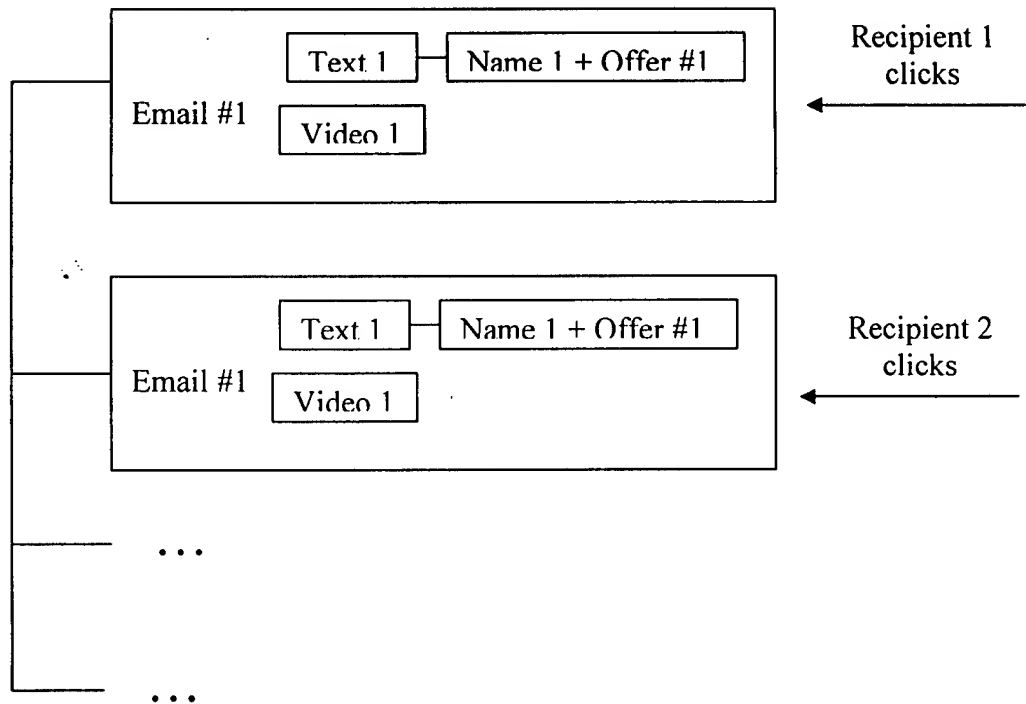 Text 1
Name 1 + Offer #1
Email #1
Video 1
Recipient 1
clicks
Text 1
Name 1 + Offer #1
Email #1
Video 1
Recipient 2
clicks
...
...